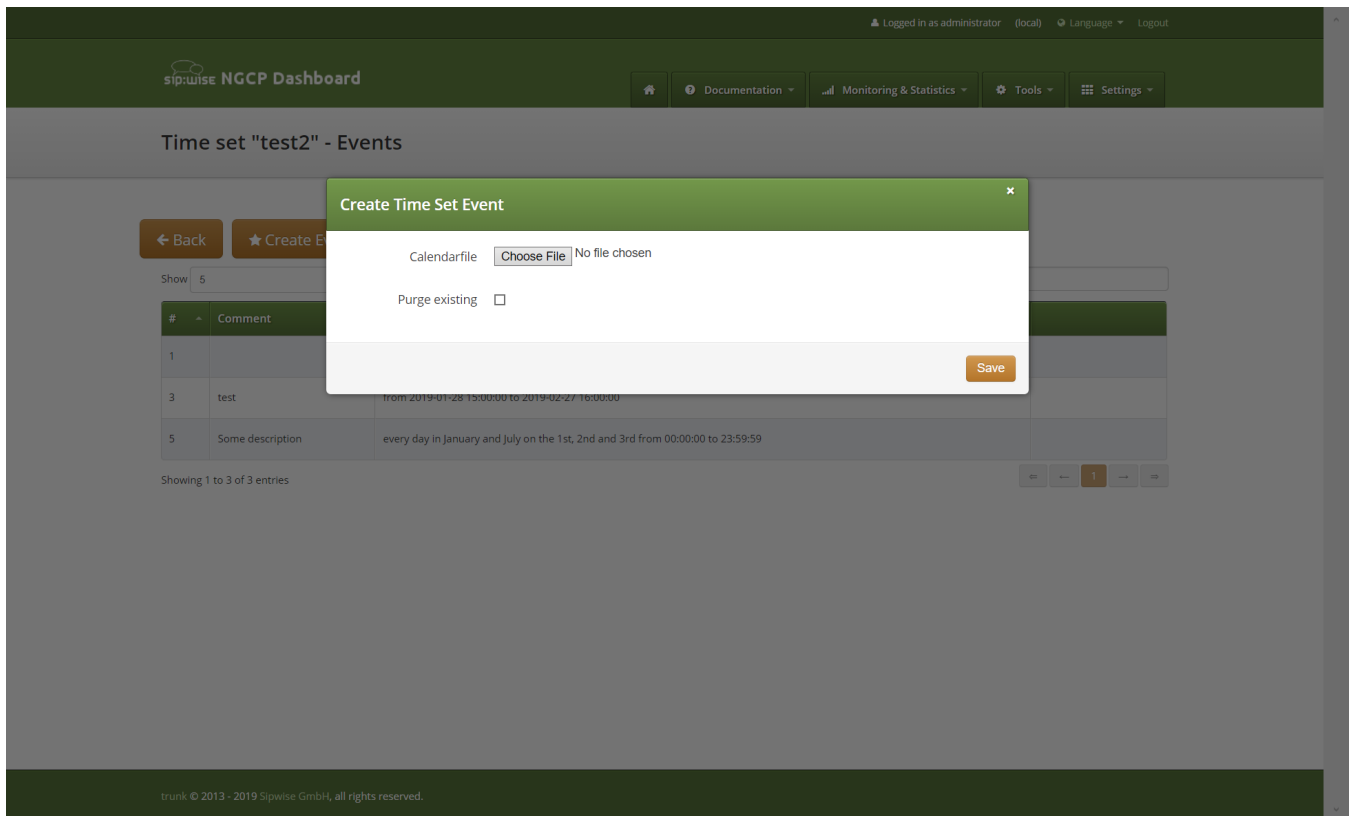 Logged in as administrator (local) Language Logout
sip:wise NGCP Dashboard
Documentation Monitoring & Statistics Tools Settings
Time set "test2" - Events
Create Time Set Event
Back Create E
Calendarfile Choose File No file chosen
Show 5
Purge existing
# Comment
1
Save
3 test from 2019-01-28 15:00:00 to 2019-02-27 16:00:00
5 Some description every day in January and July on the 1st, 2nd and 3rd from 00:00:00 to 23:59:59
Showing 1 to 3 of 3 entries 1
trunk © 2013 - 2019 Sipwise GmbH, all rights reserved.